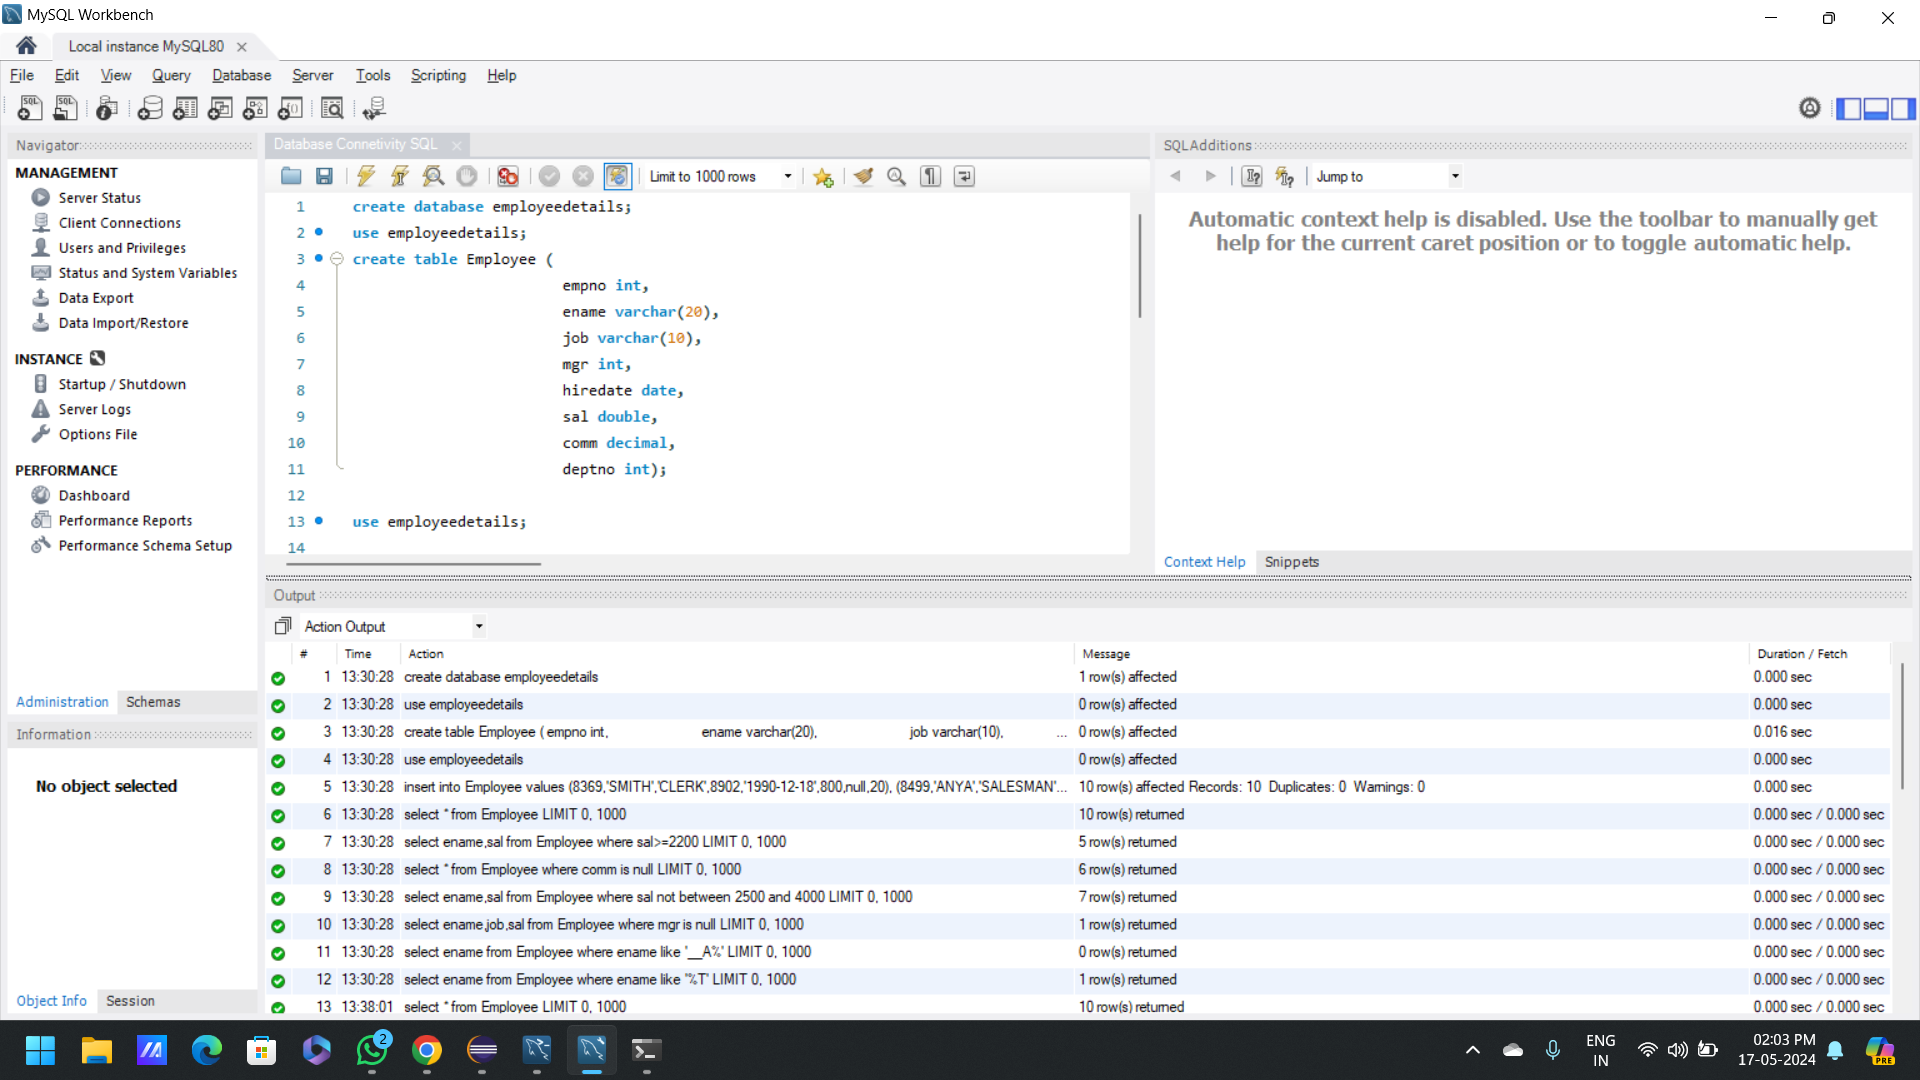 MySQL Workbench
Local instance MySQL80
File Edit View Query Database Server Tools Scripting Help
Navigator
MANAGEMENT
Server Status
Client Connections
Users and Privileges
Status and System Variables
Data Export
Data Import/Restore
INSTANCE
Startup / Shutdown
Server Logs
Options File
PERFORMANCE
Dashboard
Performance Reports
Performance Schema Setup
Administration Schemas
Information
No object selected
Object Info Session
Database Connetivity SQL
Limit to 1000 rows
1 create database employeedetails;
2 use employeedetails;
3 create table Employee (
4 empno int,
5 ename varchar(20),
6 job varchar(10),
7 mgr int,
8 hiredate date,
9 sal double,
10 comm decimal,
11 deptno int);
12
13 use employeedetails;
14
SQLAdditions
Jump to
Automatic context help is disabled. Use the toolbar to manually get
help for the current caret position or to toggle automatic help.
Context Help Snippets
Output
Action Output
# Time Action Message Duration / Fetch
1 13:30:28 create database employeedetails 1 row(s) affected 0.000 sec
2 13:30:28 use employeedetails 0 row(s) affected 0.000 sec
3 13:30:28 create table Employee ( empno int, ename varchar(20), job varchar(10), ... 0 row(s) affected 0.016 sec
4 13:30:28 use employeedetails 0 row(s) affected 0.000 sec
5 13:30:28 insert into Employee values (8369,'SMITH','CLERK',8902,'1990-12-18',800,null,20), (8499,'ANYA','SALESMAN'... 10 row(s) affected Records: 10 Duplicates: 0 Warnings: 0 0.000 sec
6 13:30:28 select * from Employee LIMIT 0, 1000 10 row(s) returned 0.000 sec / 0.000 sec
7 13:30:28 select ename,sal from Employee where sal>=2200 LIMIT 0, 1000 5 row(s) returned 0.000 sec / 0.000 sec
8 13:30:28 select * from Employee where comm is null LIMIT 0, 1000 6 row(s) returned 0.000 sec / 0.000 sec
9 13:30:28 select ename,sal from Employee where sal not between 2500 and 4000 LIMIT 0, 1000 7 row(s) returned 0.000 sec / 0.000 sec
10 13:30:28 select ename,job,sal from Employee where mgr is null LIMIT 0, 1000 1 row(s) returned 0.000 sec / 0.000 sec
11 13:30:28 select ename from Employee where ename like '__A%' LIMIT 0, 1000 0 row(s) returned 0.000 sec / 0.000 sec
12 13:30:28 select ename from Employee where ename like '%T' LIMIT 0, 1000 1 row(s) returned 0.000 sec / 0.000 sec
13 13:38:01 select * from Employee LIMIT 0, 1000 10 row(s) returned 0.000 sec / 0.000 sec
2
ENG
IN
02:03 PM
17-05-2024
PRE